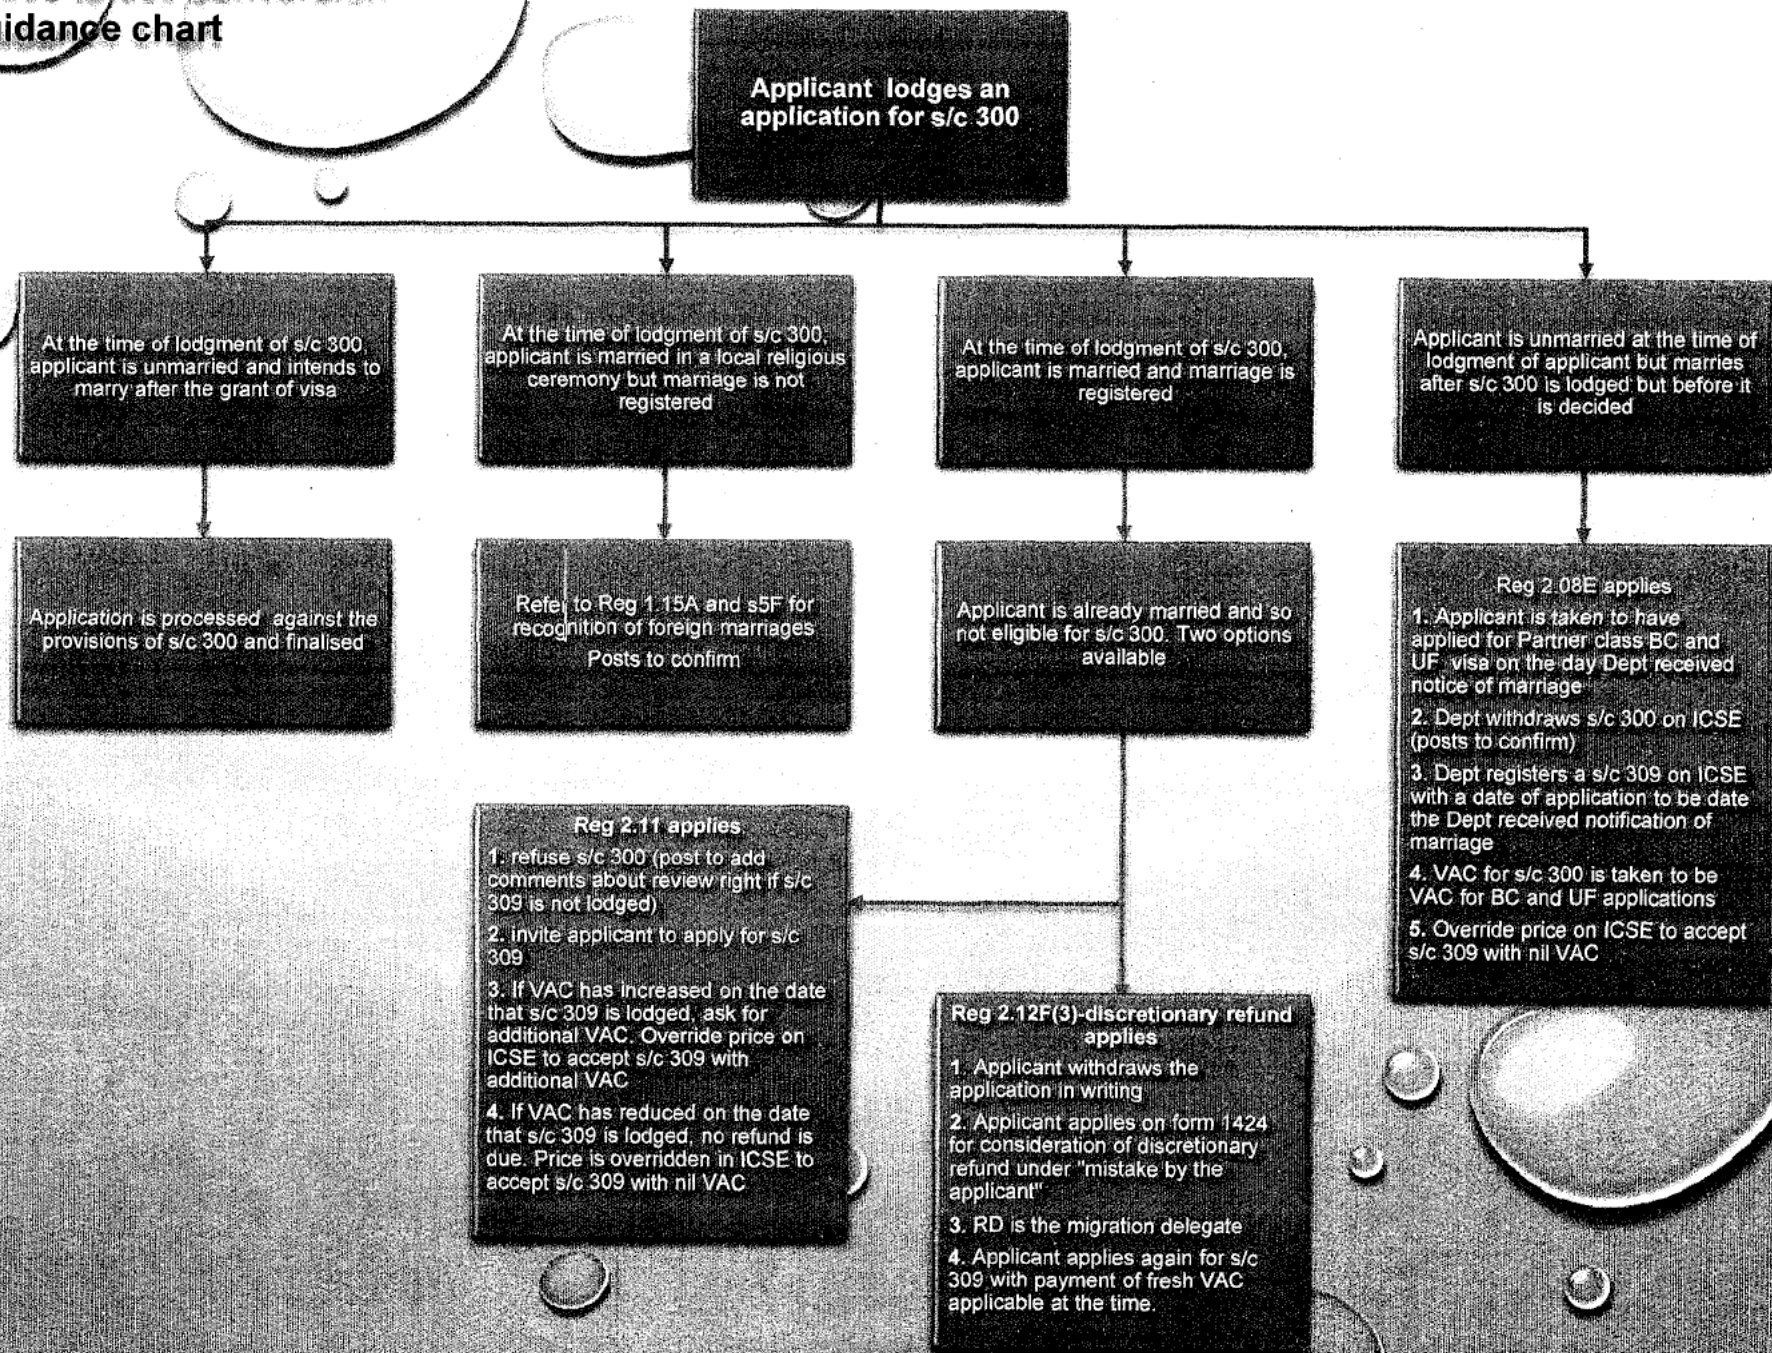 idance chart
Applicant lodges an
application for s/c 300
At the time of lodgment of s/c 300,
applicant is unmarried and intends to
marry after the grant of visa
At the time of lodgment of s/c 300,
applicant is married in a local religious
ceremony but marriage is not
registered
At the time of lodgment of s/c 300,
applicant is married and marriage is
registered
Applicant is unmarried at the time of
lodgment of applicant but marries
after s/c 300 is lodged but before it
is decided
Application is processed against the
provisions of s/c 300 and finalised
Refer to Reg 1.15A and s5F for
recognition of foreign marriages
Posts to confirm
Applicant is already married and so
not eligible for s/c 300. Two options
available
Reg 2.08E applies
1. Applicant is taken to have
applied for Partner class BC and
UF visa on the day Dept received
notice of marriage
2. Dept withdraws s/c 300 on ICSE
(posts to confirm)
3. Dept registers a s/c 309 on ICSE
with a date of application to be date
the Dept received notification of
marriage
4. VAC for s/c 300 is taken to be
VAC for BC and UF applications
5. Override price on ICSE to accept
s/c 309 with nil VAC
Reg 2.11 applies
1. refuse s/c 300 (post to add
comments about review right if s/c
309 is not lodged)
2. invite applicant to apply for s/c
309
3. If VAC has increased on the date
that s/c 309 is lodged, ask for
additional VAC. Override price on
ICSE to accept s/c 309 with
additional VAC
4. If VAC has reduced on the date
that s/c 309 is lodged, no refund is
due. Price is overridden in ICSE to
accept s/c 309 with nil VAC
Reg 2.12F(3)-discretionary refund
applies
1. Applicant withdraws the
application in writing
2. Applicant applies on form 1424
for consideration of discretionary
refund under "mistake by the
applicant"
3. RD is the migration delegate
4. Applicant applies again for s/c
309 with payment of fresh VAC
applicable at the time.